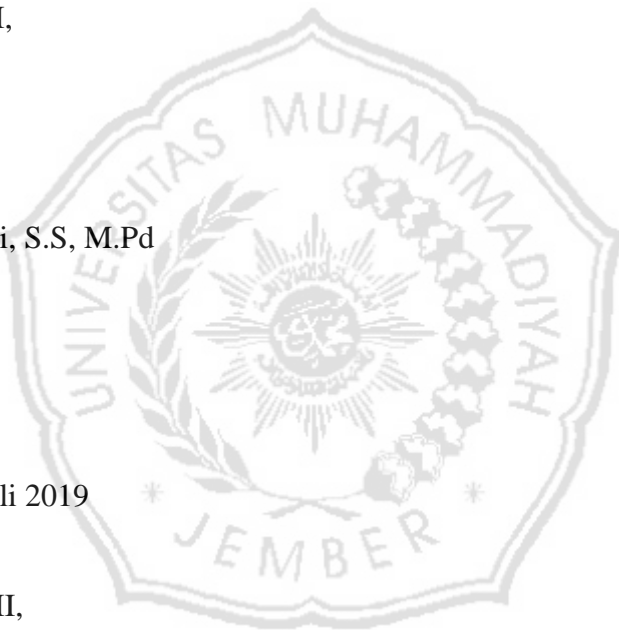 I,
i, S.S, M.Pd
li 2019
II,
UNIVERSITAS MUHAMMADIYAH
* JEMBER *